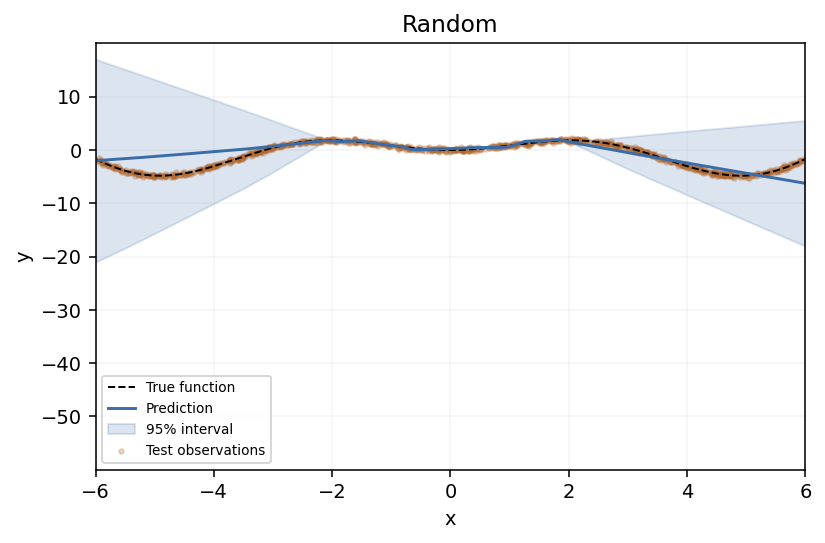 Random
10
0
−10
−20
−30
−40
−50
y
True function
Prediction
95% interval
Test observations
−6 −4 −2 0 2 4 6
x